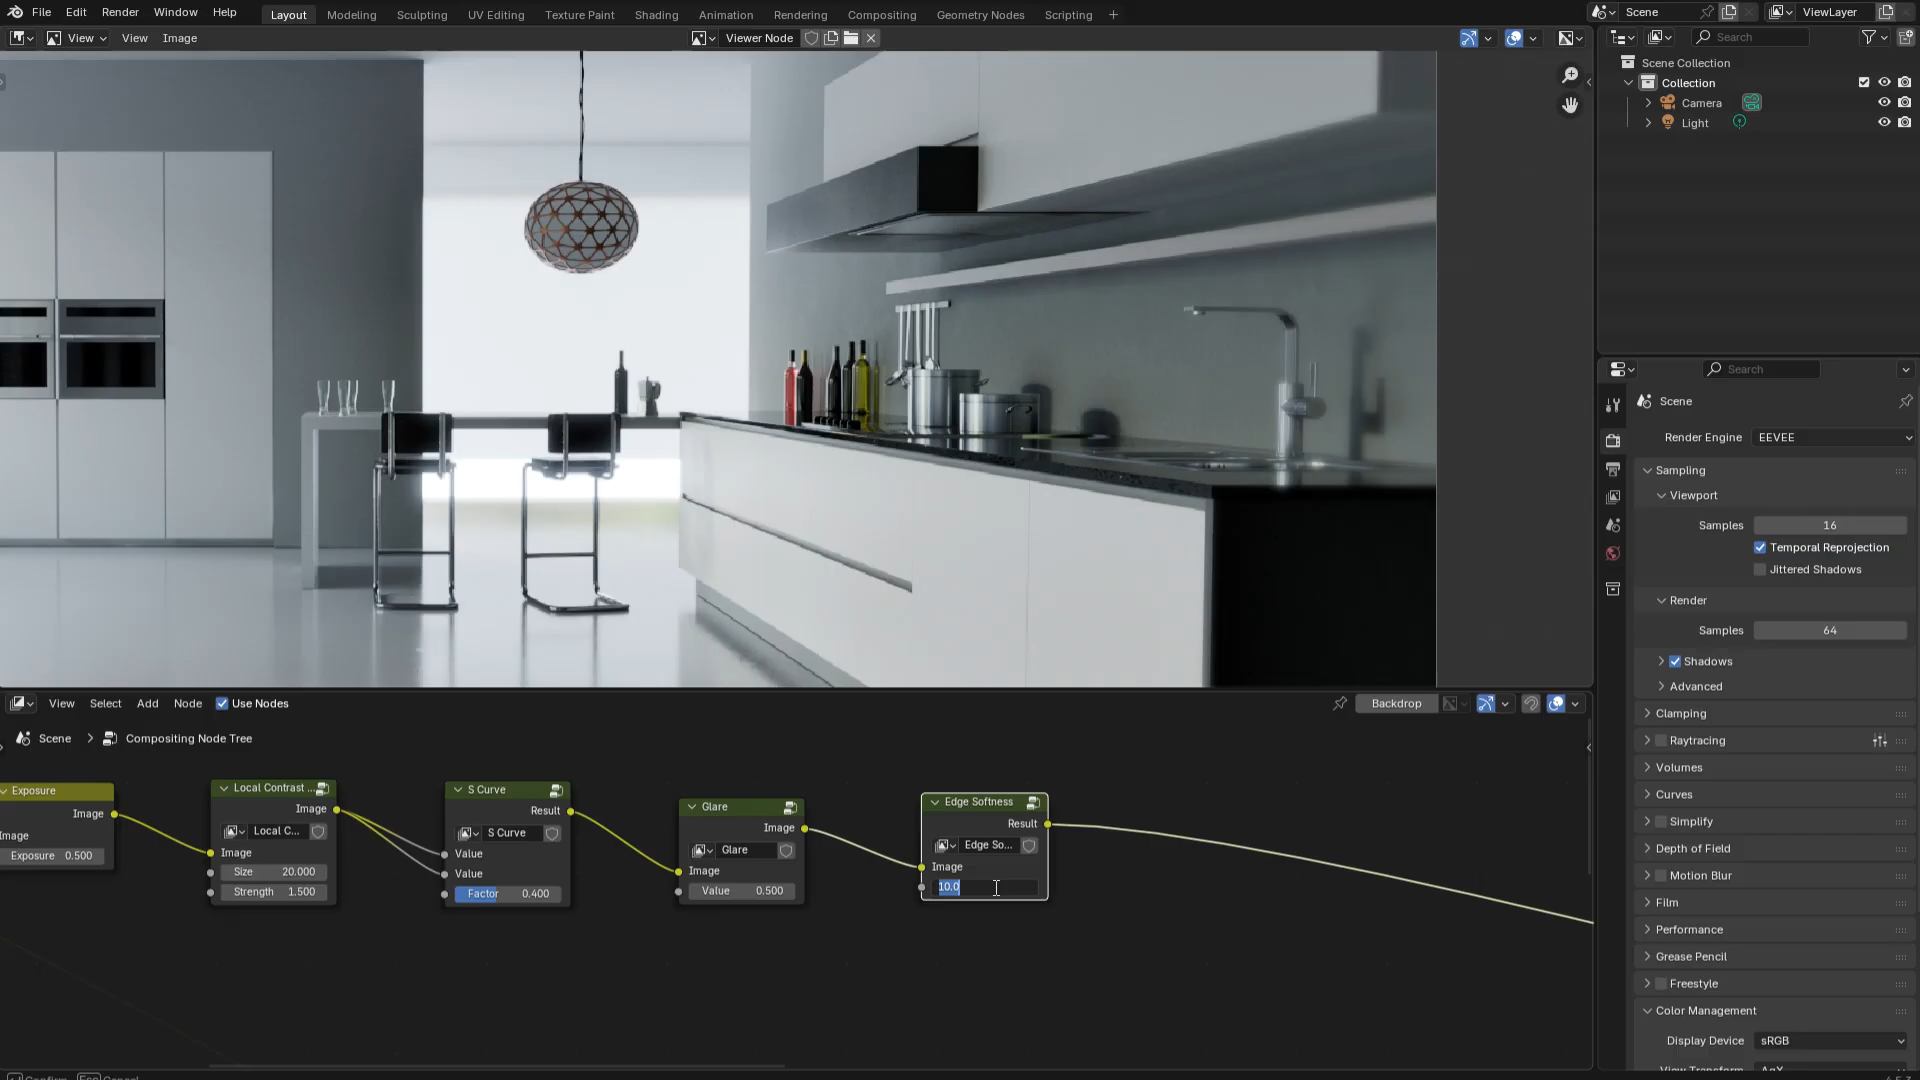 File Edit Render Window Help
Layout Modeling Sculpting UV Editing Texture Paint Shading Animation Rendering Compositing Geometry Nodes Scripting +
Scene
ViewLayer
View View Image
Viewer Node
Search
Scene Collection
Collection
Camera
Light
Search
Scene
Render Engine EEVEE
Sampling
Viewport
Samples 16
Temporal Reprojection
Jittered Shadows
Render
Samples 64
Shadows
Advanced
Clamping
Raytracing
Volumes
Curves
Simplify
Depth of Field
Motion Blur
Film
Performance
Grease Pencil
Freestyle
Color Management
Display Device sRGB
View Select Add Node Use Nodes
Backdrop
Scene > Compositing Node Tree
Exposure
Image
Image
Exposure 0.500
Local Contrast ...
Image
Local C...
Image
Size 20.000
Strength 1.500
S Curve
Result
S Curve
Value
Value
Factor 0.400
Glare
Image
Glare
Image
Value 0.500
Edge Softness
Result
Edge So...
Image
10.0